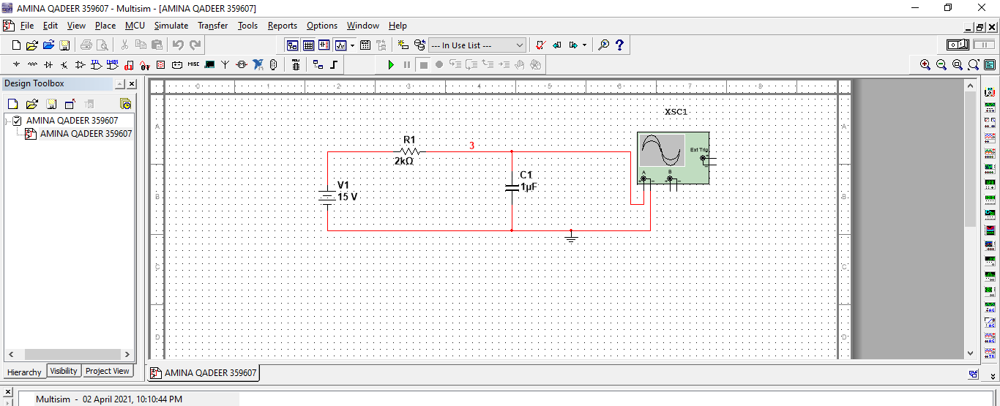 AMINA QADEER 359607 - Multisim - [AMINA QADEER 359607]
File Edit View Place MCU Simulate Transfer Tools Reports Options Window Help
--- In Use List ---
?
TTL CMOS MISC
Design Toolbox
AMINA QADEER 359607
AMINA QADEER 359607
Hierarchy Visibility Project View
0 1 2 3 4 5 6 7 8
A A
B B
C C
D D
XSC1
Ext Trig
A B
R1
2kΩ
3
V1
15 V
C1
1µF
AMINA QADEER 359607
Multisim - 02 April 2021, 10:10:44 PM